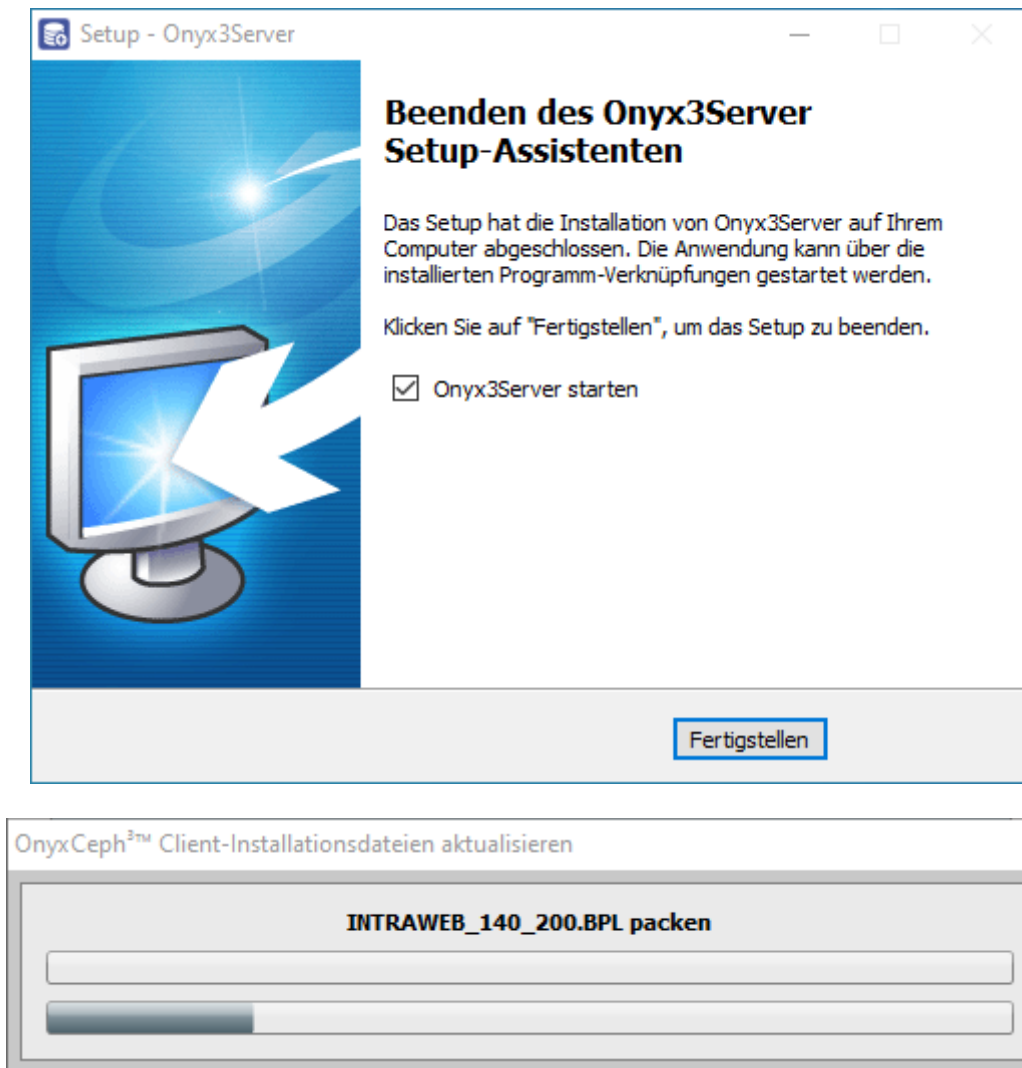 Setup - Onyx3Server
Beenden des Onyx3Server
Setup-Assistenten
Das Setup hat die Installation von Onyx3Server auf Ihrem
Computer abgeschlossen. Die Anwendung kann über die
installierten Programm-Verknüpfungen gestartet werden.
Klicken Sie auf "Fertigstellen", um das Setup zu beenden.
Onyx3Server starten
Fertigstellen
OnyxCeph³™ Client-Installationsdateien aktualisieren
INTRAWEB_140_200.BPL packen